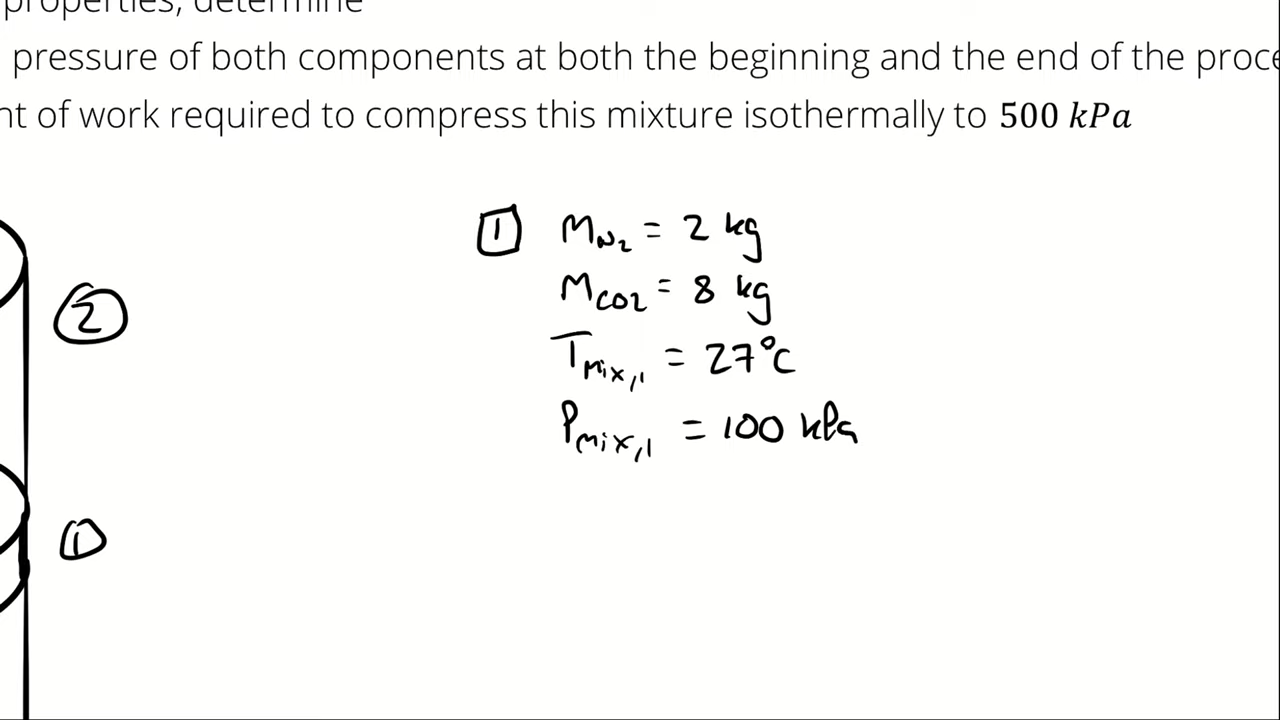 properties, determine
pressure of both components at both the beginning and the end of the proce
nt of work required to compress this mixture isothermally to 500 kPa
1 m_N2 = 2 kg
m_CO2 = 8 kg
2
T_mix,1 = 27°C
P_mix,1 = 100 kPa
1